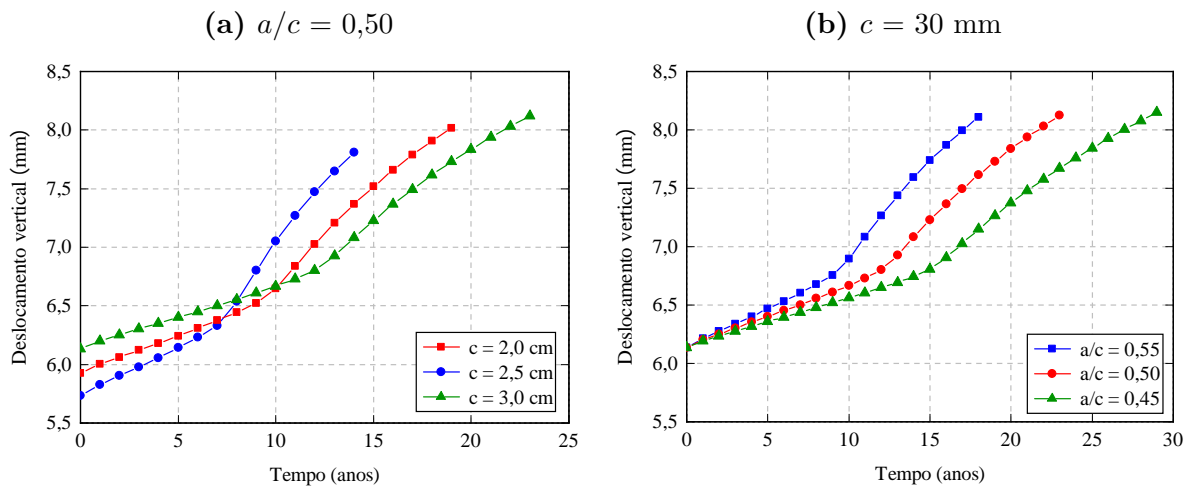 (a) a/c = 0,50
8,5
8,0
7,5
7,0
6,5
6,0
5,5
0 5 10 15 20 25
Deslocamento vertical (mm)
Tempo (anos)
c = 2,0 cm
c = 2,5 cm
c = 3,0 cm
(b) c = 30 mm
8,5
8,0
7,5
7,0
6,5
6,0
5,5
0 5 10 15 20 25 30
Deslocamento vertical (mm)
Tempo (anos)
a/c = 0,55
a/c = 0,50
a/c = 0,45